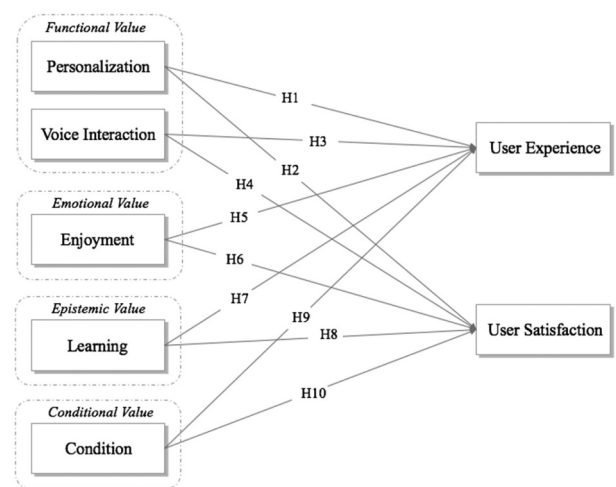 Functional Value
Personalization
Voice Interaction
Emotional Value
Enjoyment
Epistemic Value
Learning
Conditional Value
Condition
H1
H3
H2
H4
H5
H6
H7
H9
H8
H10
User Experience
User Satisfaction